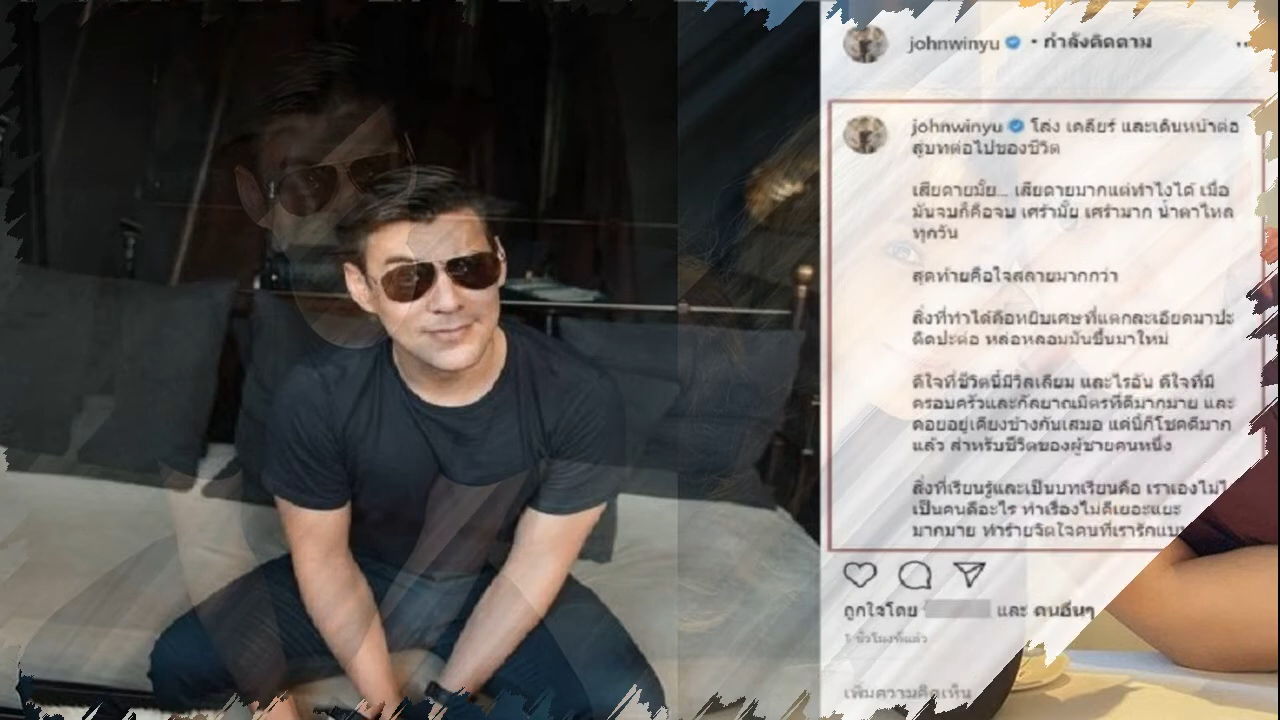 johnwinyu • กำลังติดตาม
johnwinyu โล่ง เคลียร์ และเดินหน้าต่อ
สู่บทต่อไปของชีวิต
เสียดายมั้ย... เสียดายมากแต่ทำไงได้ เมื่อ
มันจบก็คือจบ เศร้ามั้ย เศร้ามาก น้ำตาไหล
ทุกวัน
สุดท้ายคือใจสลายมากกว่า
สิ่งที่ทำได้คือหยิบเศษที่แตกละเอียดมาปะ
ติดปะต่อ หล่อหลอมมันขึ้นมาใหม่
ดีใจที่ชีวิตนี้มีวิลเลียม และไรอัน ดีใจที่มี
ครอบครัวและกัลยาณมิตรที่ดีมากมาย และ
คอยอยู่เคียงข้างกันเสมอ แค่นี้ก็โชคดีมาก
แล้ว สำหรับชีวิตของผู้ชายคนหนึ่ง
สิ่งที่เรียนรู้และเป็นบทเรียนคือ เราเองไม่ไ
เป็นคนดีอะไร ทำเรื่องไม่ดีเยอะแยะ
มากมาย ทำร้ายจิตใจคนที่เรารักแบบ
ถูกใจโดย และ คนอื่นๆ
1 ชั่วโมงที่แล้ว
เพิ่มความคิดเห็น